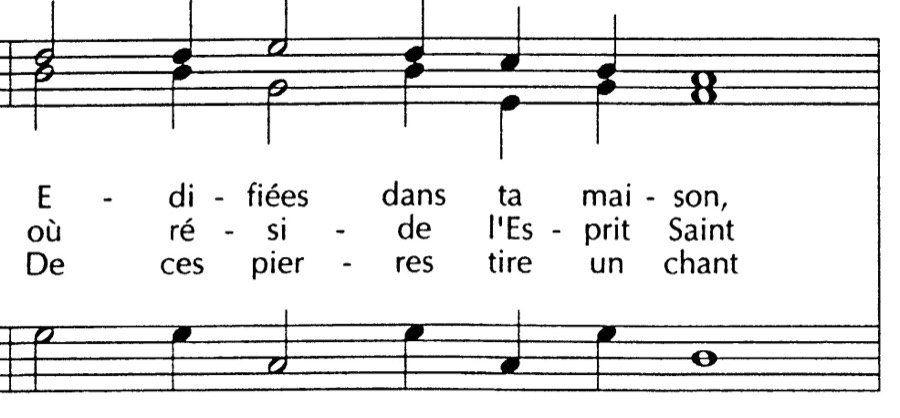 E - di - fiées dans ta mai - son,
où ré - si - de l'Es - prit Saint
De ces pier - res tire un chant